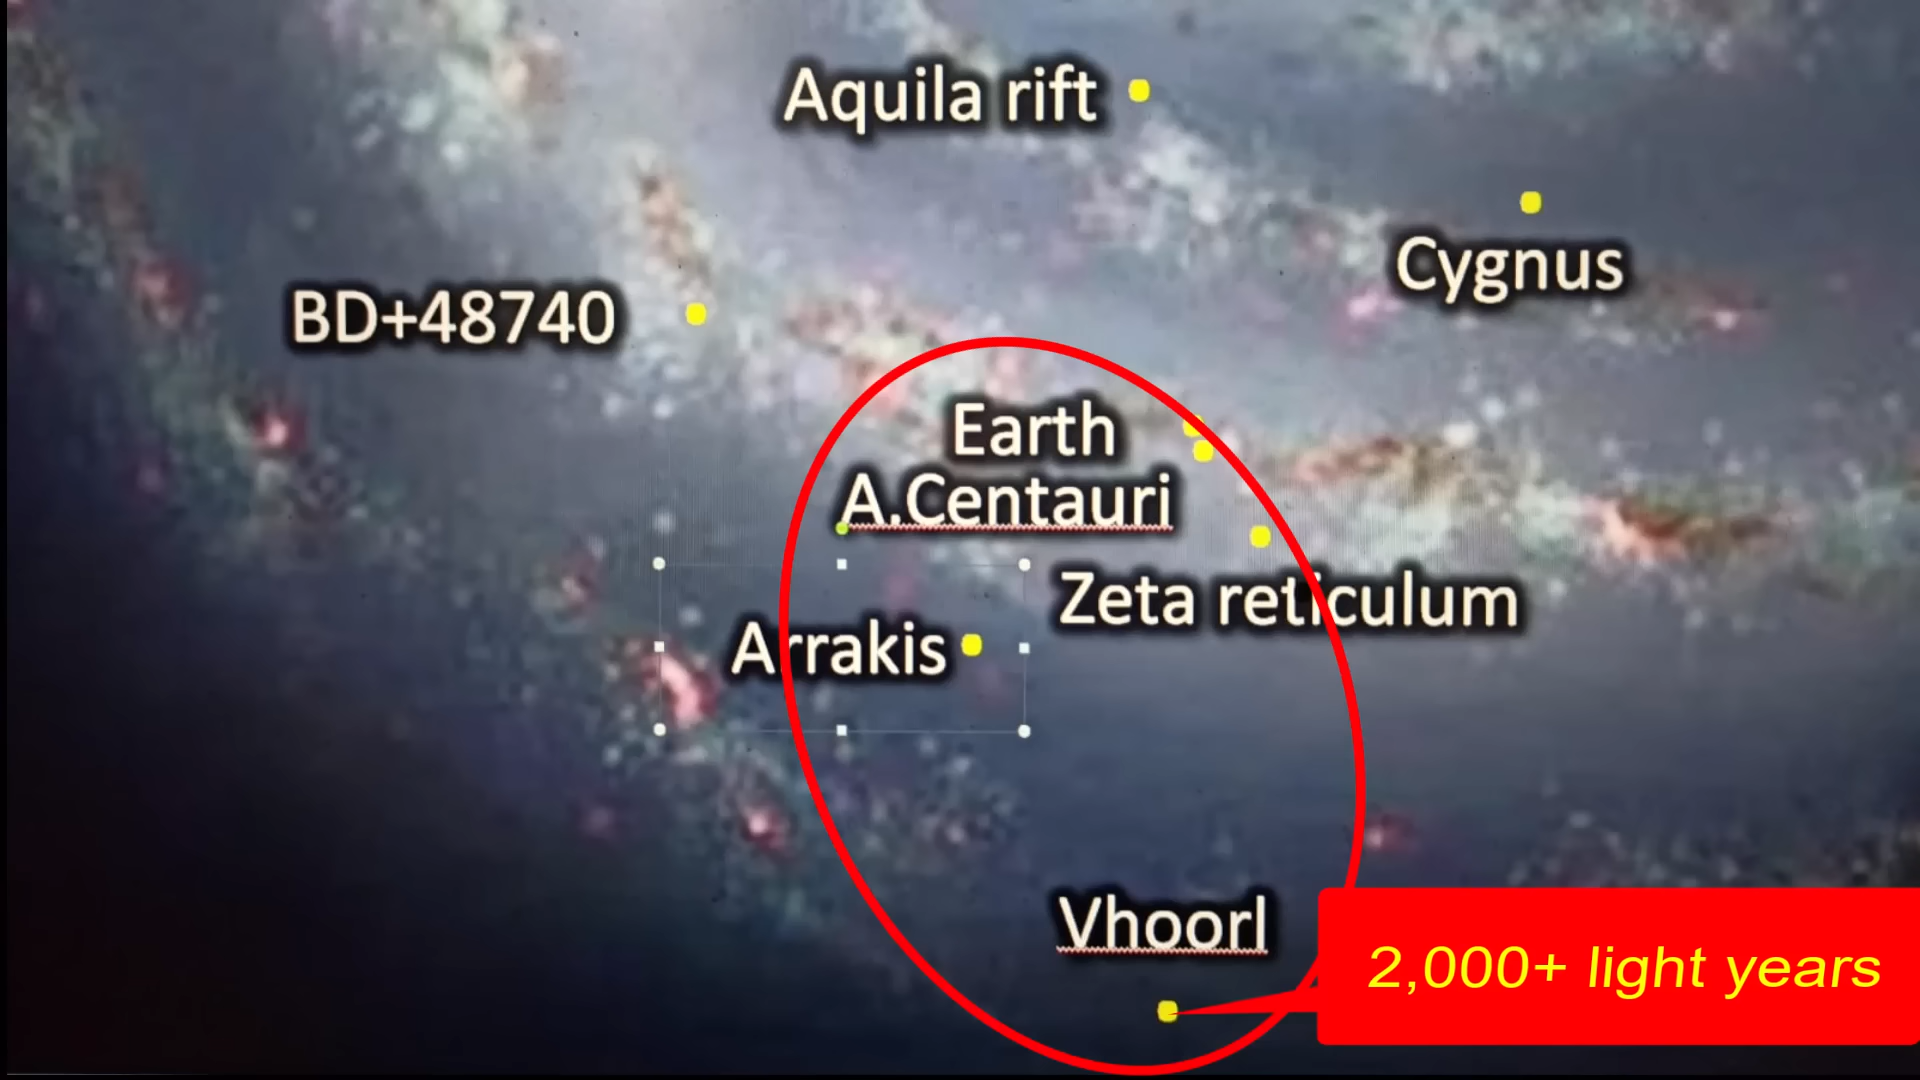 Aquila rift
Cygnus
BD+48740
Earth
A.Centauri
Zeta reticulum
Arrakis
Vhoorl
2,000+ light years